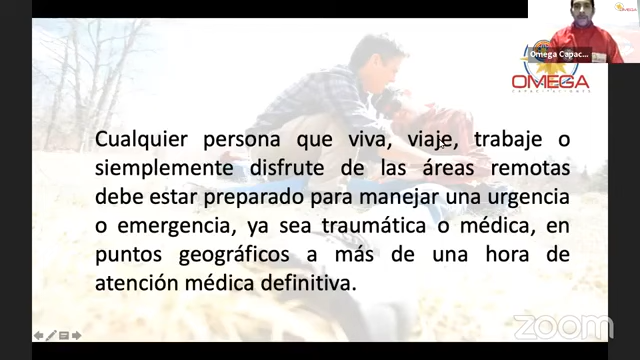 OMEGA
Omega Capac...
OMEGA
CAPACITACIONES
Cualquier persona que viva, viaje, trabaje o
siemplemente disfrute de las áreas remotas
debe estar preparado para manejar una urgencia
o emergencia, ya sea traumática o médica, en
puntos geográficos a más de una hora de
atención médica definitiva.
zoom